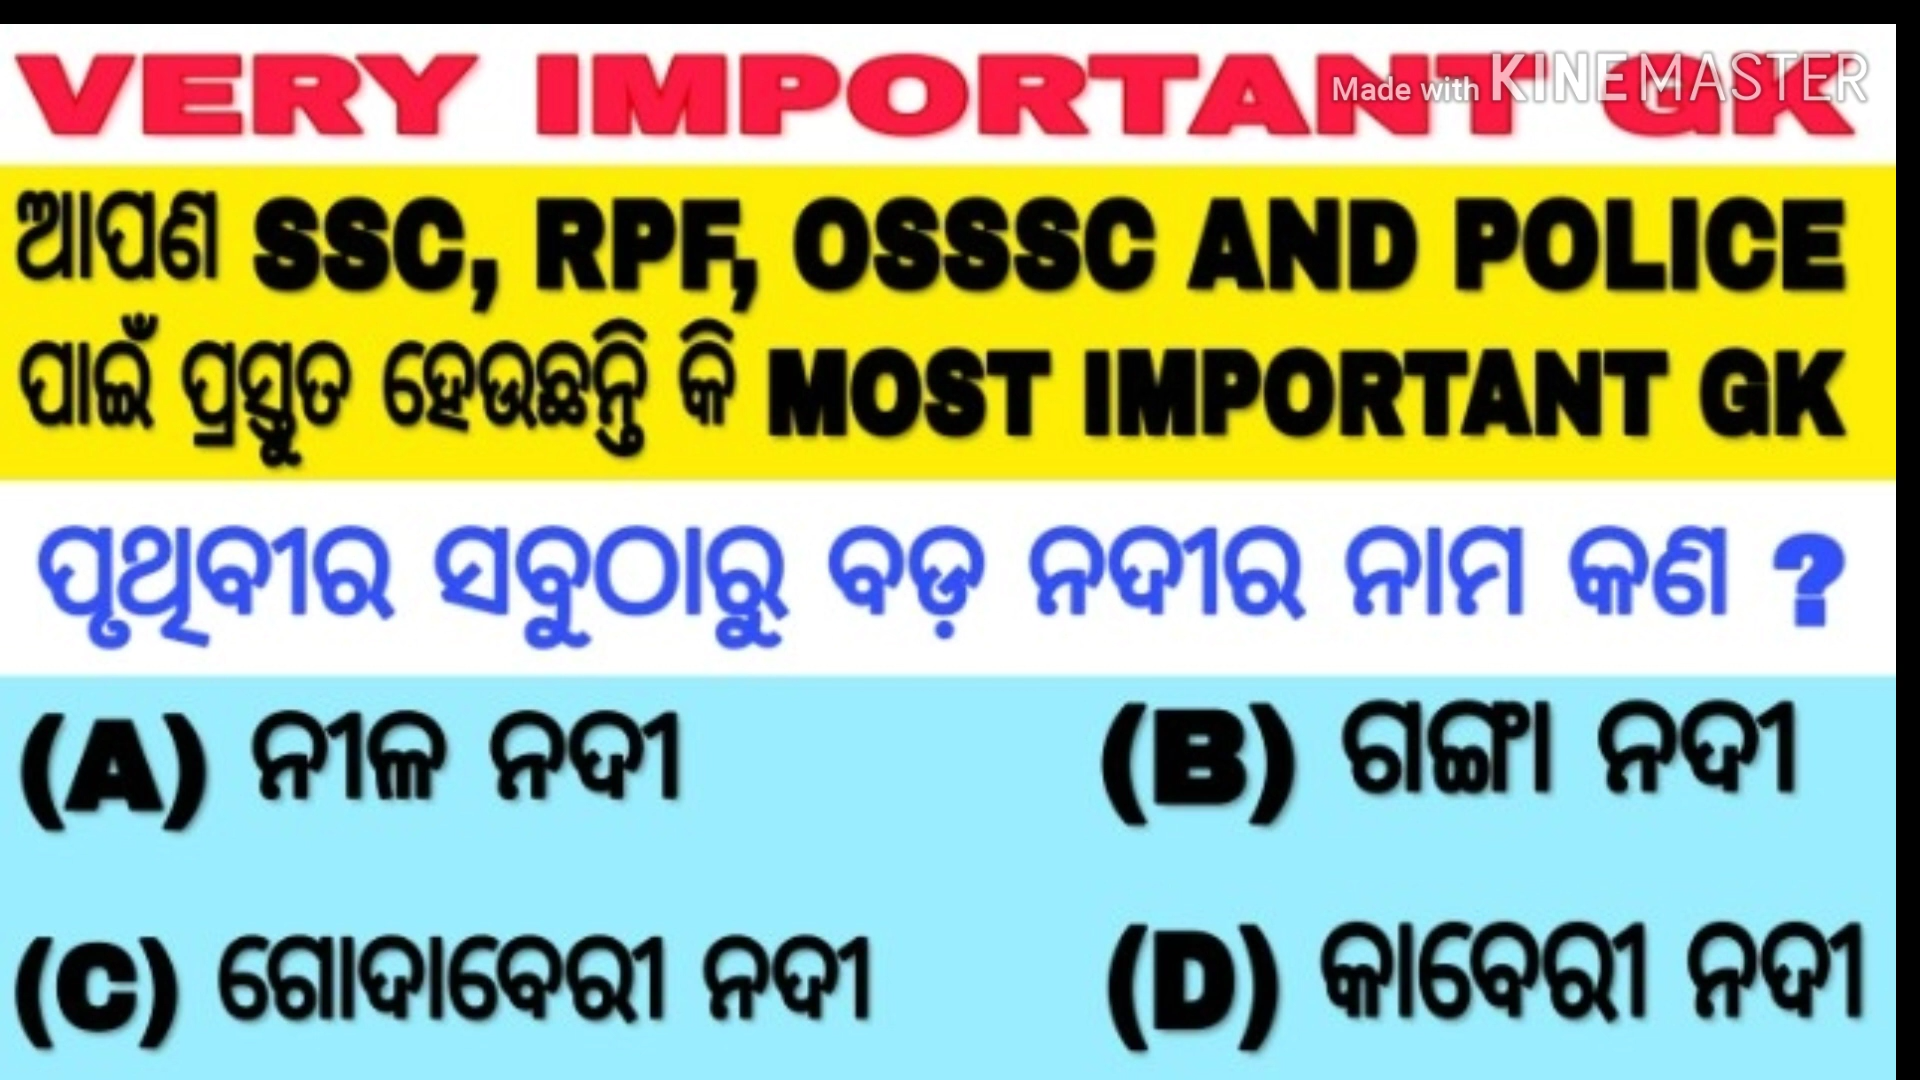 VERY IMPORTANT GK
Made with KINEMASTER
ଆପଣ SSC, RPF, OSSSC AND POLICE
ପାଇଁ ପ୍ରସ୍ତୁତ ହେଉଛନ୍ତି କି MOST IMPORTANT GK
ପୃଥିବୀର ସବୁଠାରୁ ବଡ଼ ନଦୀର ନାମ କଣ ?
(A) ନୀଳ ନଦୀ (B) ଗଙ୍ଗା ନଦୀ
(C) ଗୋଦାବେରୀ ନଦୀ (D) କାବେରୀ ନଦୀ